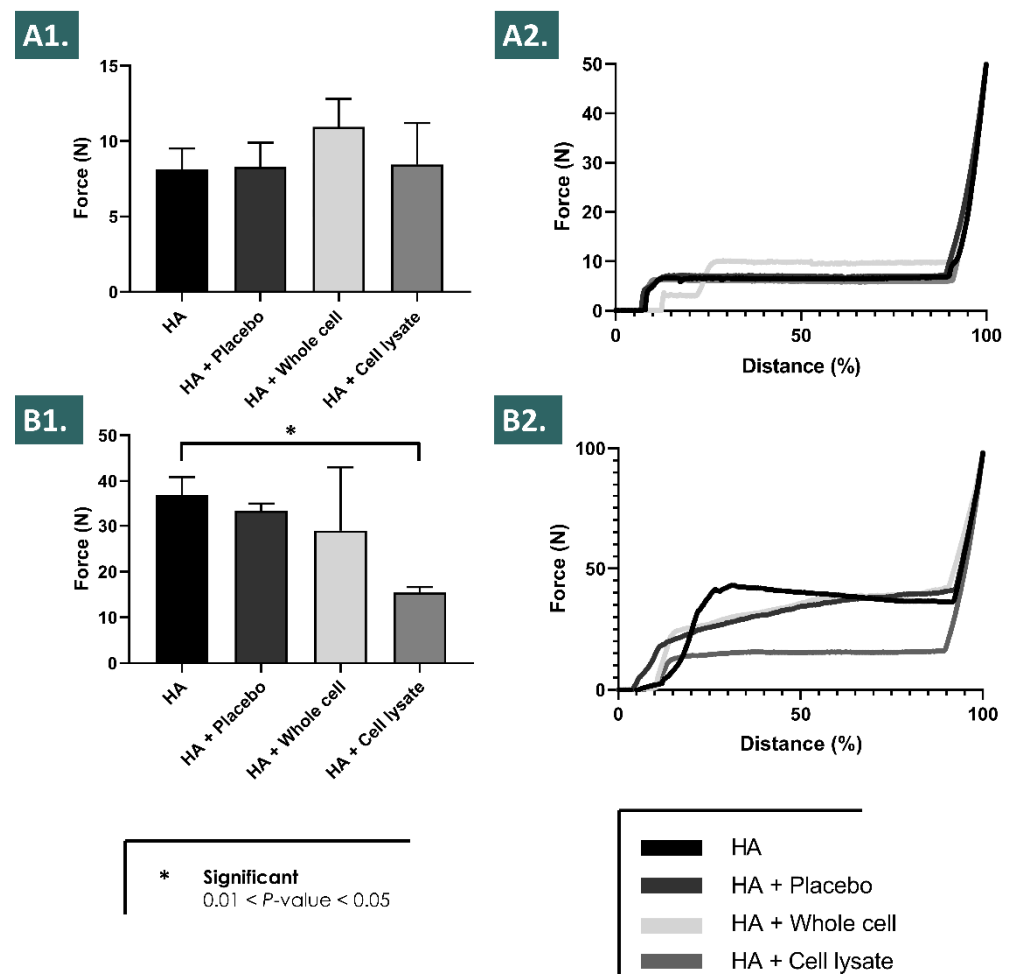 A1.
15
10
5
0
Force (N)
HA
HA + Placebo
HA + Whole cell
HA + Cell lysate
A2.
50
40
30
20
10
0
Force (N)
0 50 100
Distance (%)
B1.
*
50
40
30
20
10
0
Force (N)
HA
HA + Placebo
HA + Whole cell
HA + Cell lysate
B2.
100
50
0
Force (N)
0 50 100
Distance (%)
* Significant
0.01 < P-value < 0.05
HA
HA + Placebo
HA + Whole cell
HA + Cell lysate